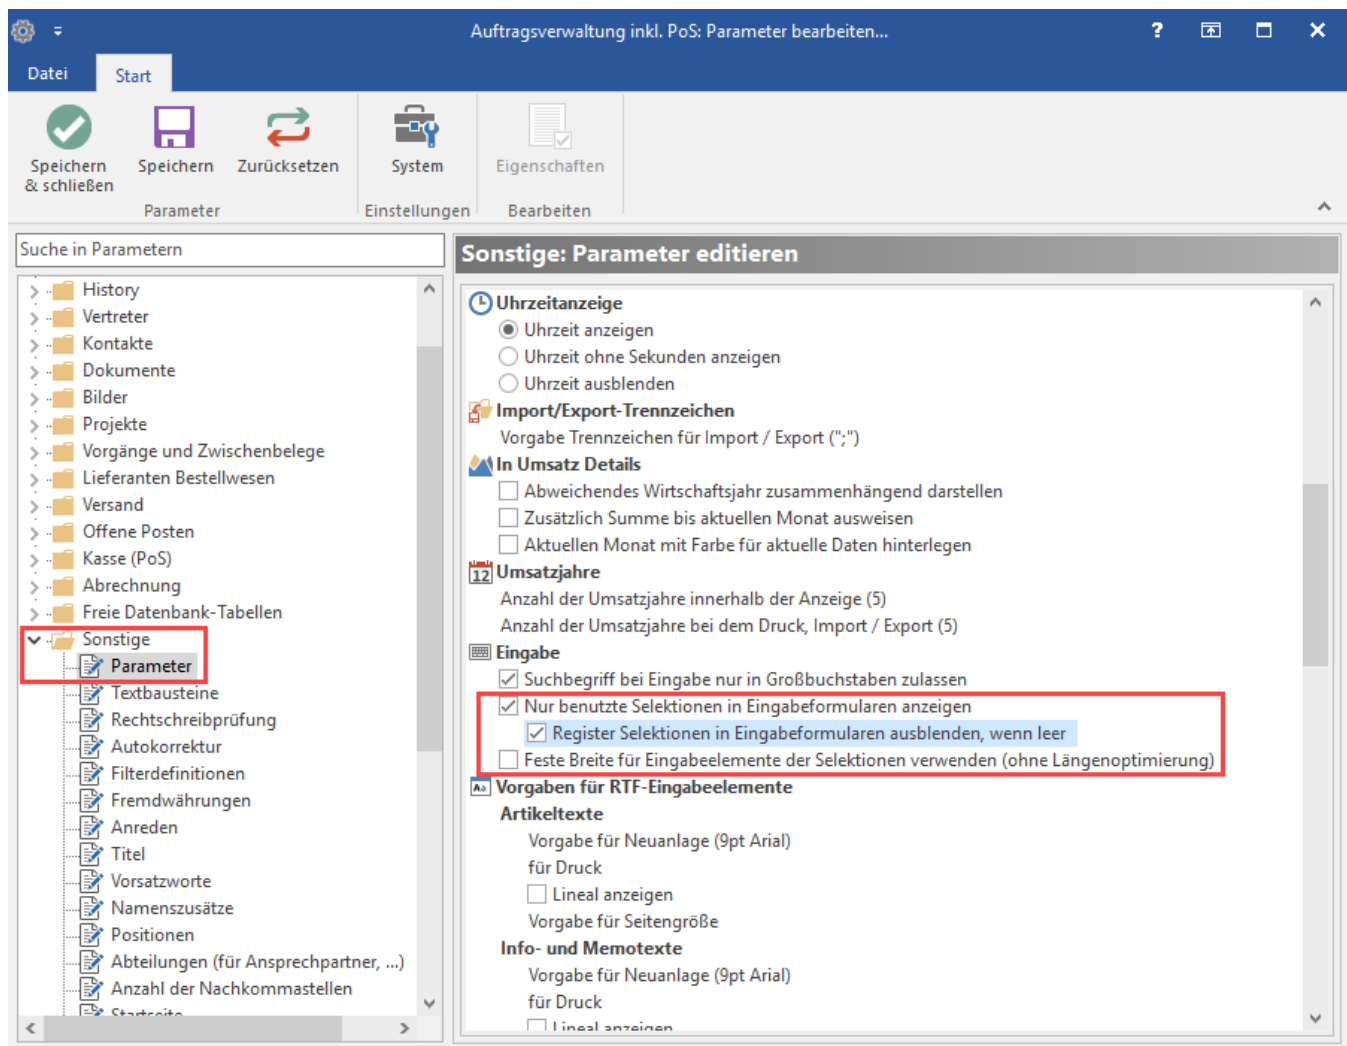 Auftragsverwaltung inkl. PoS: Parameter bearbeiten...
Datei
Start
Speichern & schließen
Speichern
Zurücksetzen
System
Eigenschaften
Parameter
Einstellungen
Bearbeiten
Suche in Parametern
History
Vertreter
Kontakte
Dokumente
Bilder
Projekte
Vorgänge und Zwischenbelege
Lieferanten Bestellwesen
Versand
Offene Posten
Kasse (PoS)
Abrechnung
Freie Datenbank-Tabellen
Sonstige
Parameter
Textbausteine
Rechtschreibprüfung
Autokorrektur
Filterdefinitionen
Fremdwährungen
Anreden
Titel
Vorsatzworte
Namenszusätze
Positionen
Abteilungen (für Ansprechpartner, ...)
Anzahl der Nachkommastellen
Startseite
Sonstige: Parameter editieren
Uhrzeitanzeige
Uhrzeit anzeigen
Uhrzeit ohne Sekunden anzeigen
Uhrzeit ausblenden
Import/Export-Trennzeichen
Vorgabe Trennzeichen für Import / Export (";")
In Umsatz Details
Abweichendes Wirtschaftsjahr zusammenhängend darstellen
Zusätzlich Summe bis aktuellen Monat ausweisen
Aktuellen Monat mit Farbe für aktuelle Daten hinterlegen
12 Umsatzjahre
Anzahl der Umsatzjahre innerhalb der Anzeige (5)
Anzahl der Umsatzjahre bei dem Druck, Import / Export (5)
Eingabe
Suchbegriff bei Eingabe nur in Großbuchstaben zulassen
Nur benutzte Selektionen in Eingabeformularen anzeigen
Register Selektionen in Eingabeformularen ausblenden, wenn leer
Feste Breite für Eingabeelemente der Selektionen verwenden (ohne Längenoptimierung)
Vorgaben für RTF-Eingabeelemente
Artikeltexte
Vorgabe für Neuanlage (9pt Arial)
für Druck
Lineal anzeigen
Vorgabe für Seitengröße
Info- und Memotexte
Vorgabe für Neuanlage (9pt Arial)
für Druck
Lineal anzeigen